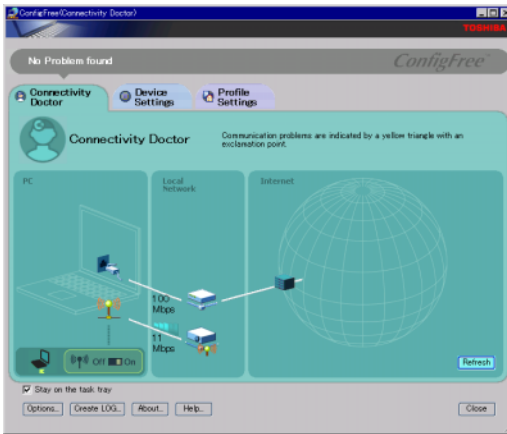 ConfigFree(Connectivity Doctor)
TOSHIBA
No Problem found
ConfigFree™
Connectivity
Doctor
Device
Settings
Profile
Settings
Connectivity Doctor
Communication problems are indicated by a yellow triangle with an
exclamation point.
PC
Local
Network
Internet
100
Mbps
11
Mbps
Off
On
Refresh
Stay on the task tray
Options...
Create LOG...
About...
Help...
Close